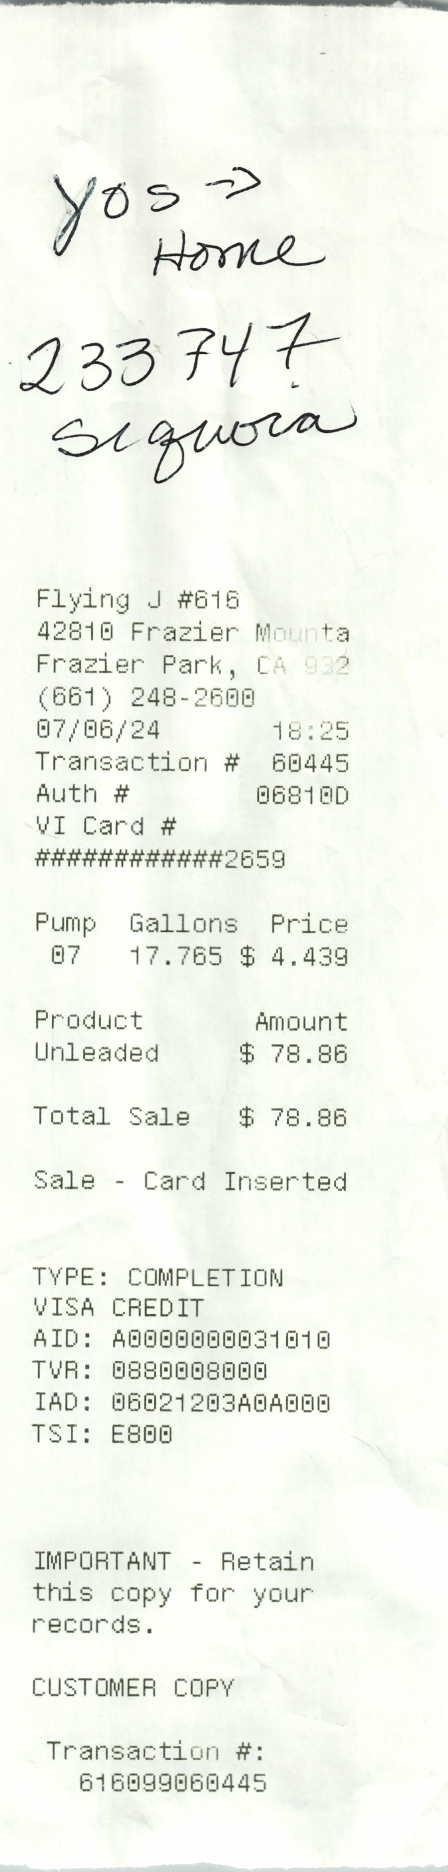 yos →
Home
233747
Sequoia
Flying J #616
42810 Frazier Mounta
Frazier Park, CA 932
(661) 248-2600
07/06/24 18:25
Transaction # 60445
Auth # 06810D
VI Card #
############2659
Pump Gallons Price
07 17.765 $ 4.439
Product Amount
Unleaded $ 78.86
Total Sale $ 78.86
Sale - Card Inserted
TYPE: COMPLETION
VISA CREDIT
AID: A0000000031010
TVR: 0880008000
IAD: 06021203A0A000
TSI: E800
IMPORTANT - Retain
this copy for your
records.
CUSTOMER COPY
Transaction #:
616099060445